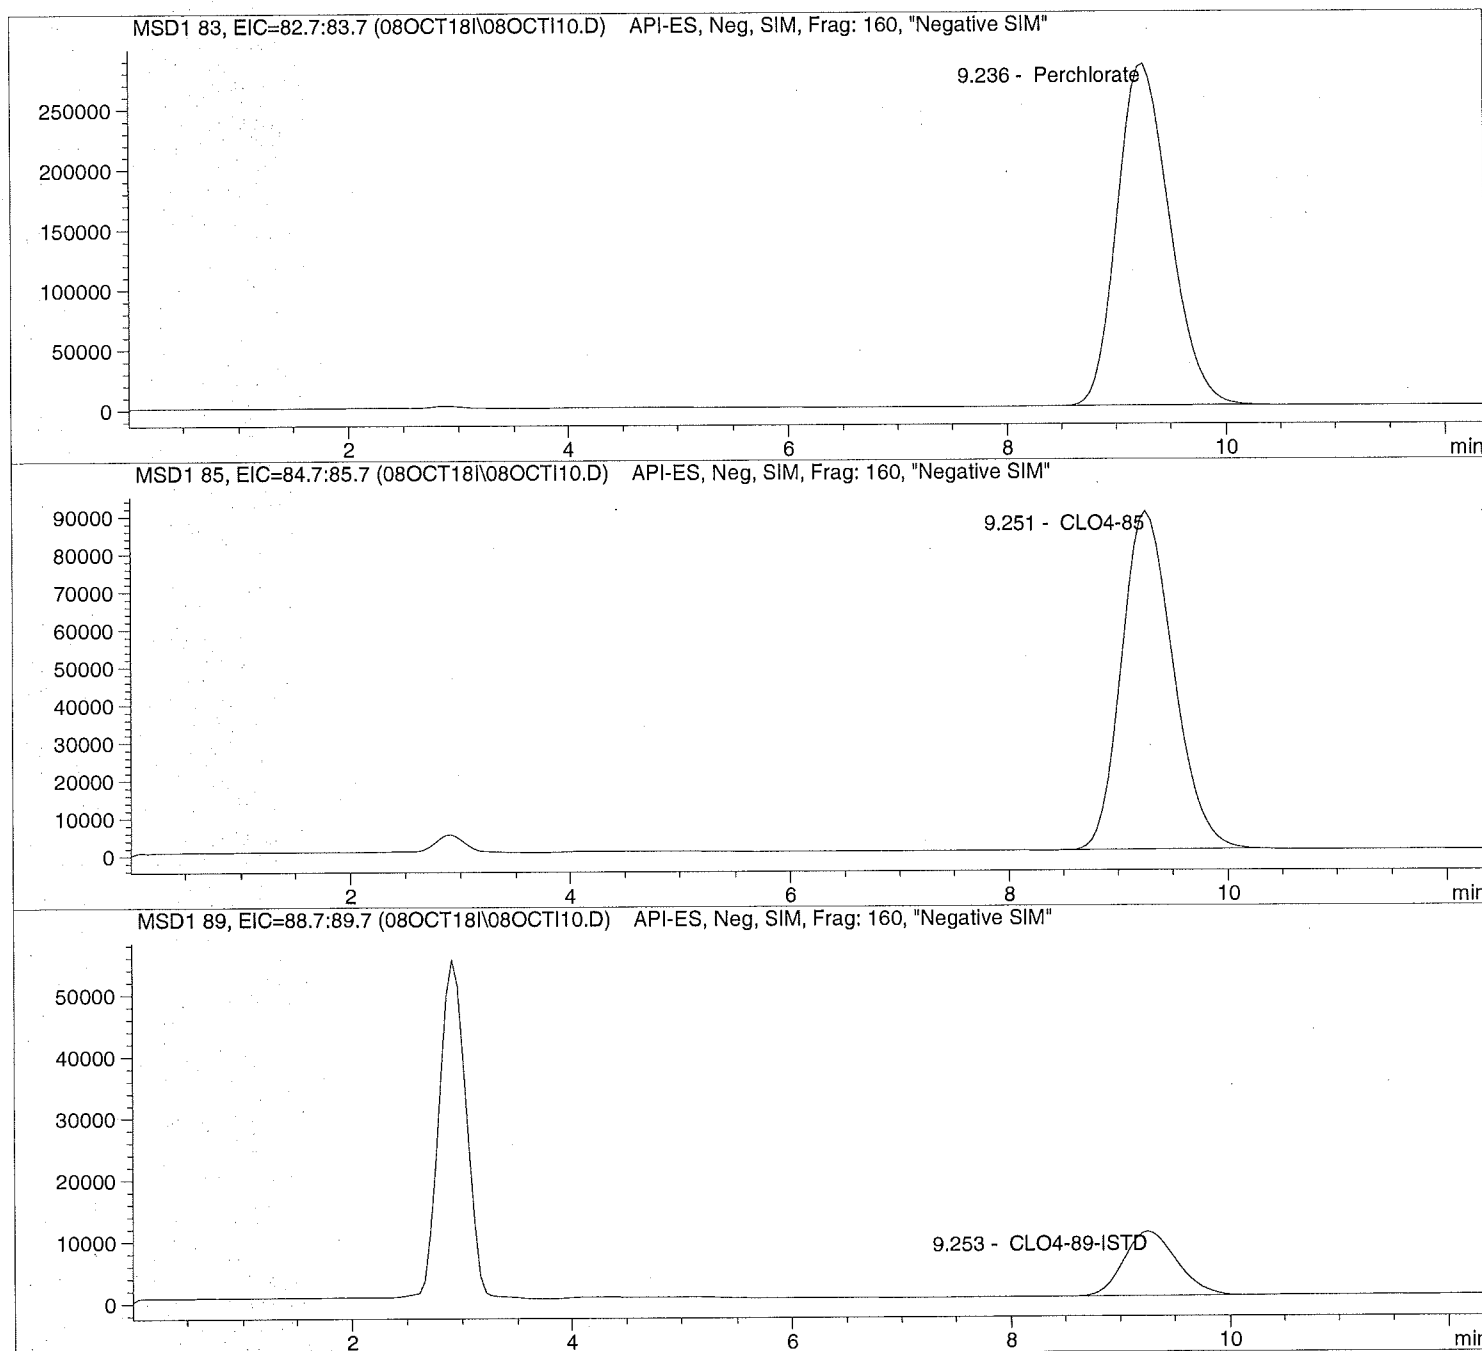 MSD1 83, EIC=82.7:83.7 (08OCT18I\08OCTI10.D) API-ES, Neg, SIM, Frag: 160, "Negative SIM"
9.236 - Perchlorate
250000
200000
150000
100000
50000
0
2 4 6 8 10 min
MSD1 85, EIC=84.7:85.7 (08OCT18I\08OCTI10.D) API-ES, Neg, SIM, Frag: 160, "Negative SIM"
90000
9.251 - CLO4-85
80000
70000
60000
50000
40000
30000
20000
10000
0
2 4 6 8 10 min
MSD1 89, EIC=88.7:89.7 (08OCT18I\08OCTI10.D) API-ES, Neg, SIM, Frag: 160, "Negative SIM"
50000
40000
30000
20000
10000
9.253 - CLO4-89-ISTD
0
2 4 6 8 10 min